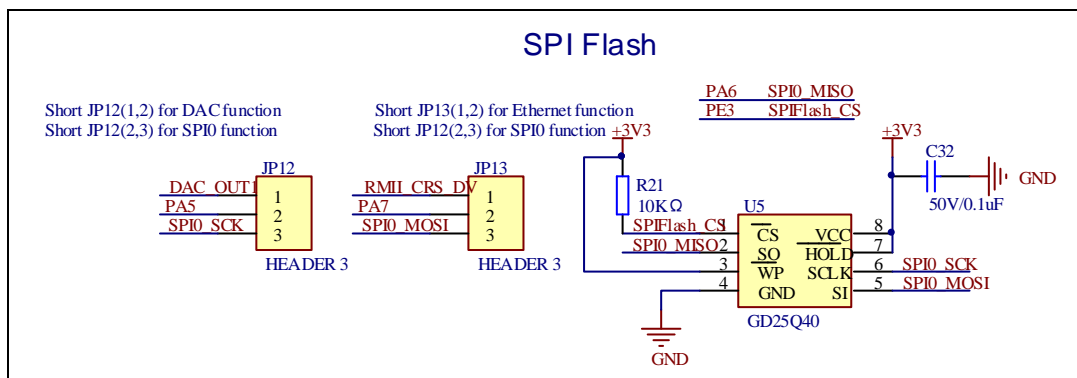 SPI Flash
PA6 SPI0_MISO
PE3 SPIFlash_CS
Short JP12(1,2) for DAC function
Short JP12(2,3) for SPI0 function
Short JP13(1,2) for Ethernet function
Short JP12(2,3) for SPI0 function
JP12
DAC_OUT1 1
PA5 2
SPI0_SCK 3
HEADER 3
JP13
RMII_CRS_DV 1
PA7 2
SPI0_MOSI 3
HEADER 3
+3V3
R21
10KΩ
+3V3
C32
50V/0.1uF
GND
U5
SPIFlash_CS 1 CS VCC 8
SPI0_MISO 2 SO HOLD 7
3 WP SCLK 6 SPI0_SCK
4 GND SI 5 SPI0_MOSI
GD25Q40
GND